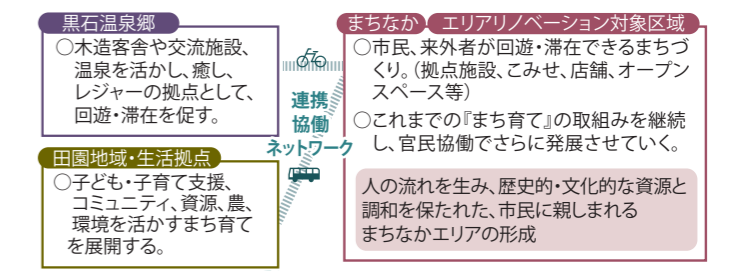 黒石温泉郷
○木造客舎や交流施設、
温泉を活かし、癒し、
レジャーの拠点として、
回遊・滞在を促す。
田園地域・生活拠点
○子ども・子育て支援、
コミュニティ、資源、農、
環境を活かすまち育て
を展開する。
連携
協働
ネットワーク
まちなか エリアリノベーション対象区域
○市民、来外者が回遊・滞在できるまちづ
くり。(拠点施設、こみせ、店舗、オープン
スペース等)
○これまでの『まち育て』の取組みを継続
し、官民協働でさらに発展させていく。
人の流れを生み、歴史的・文化的な資源と
調和を保たれた、市民に親しまれる
まちなかエリアの形成